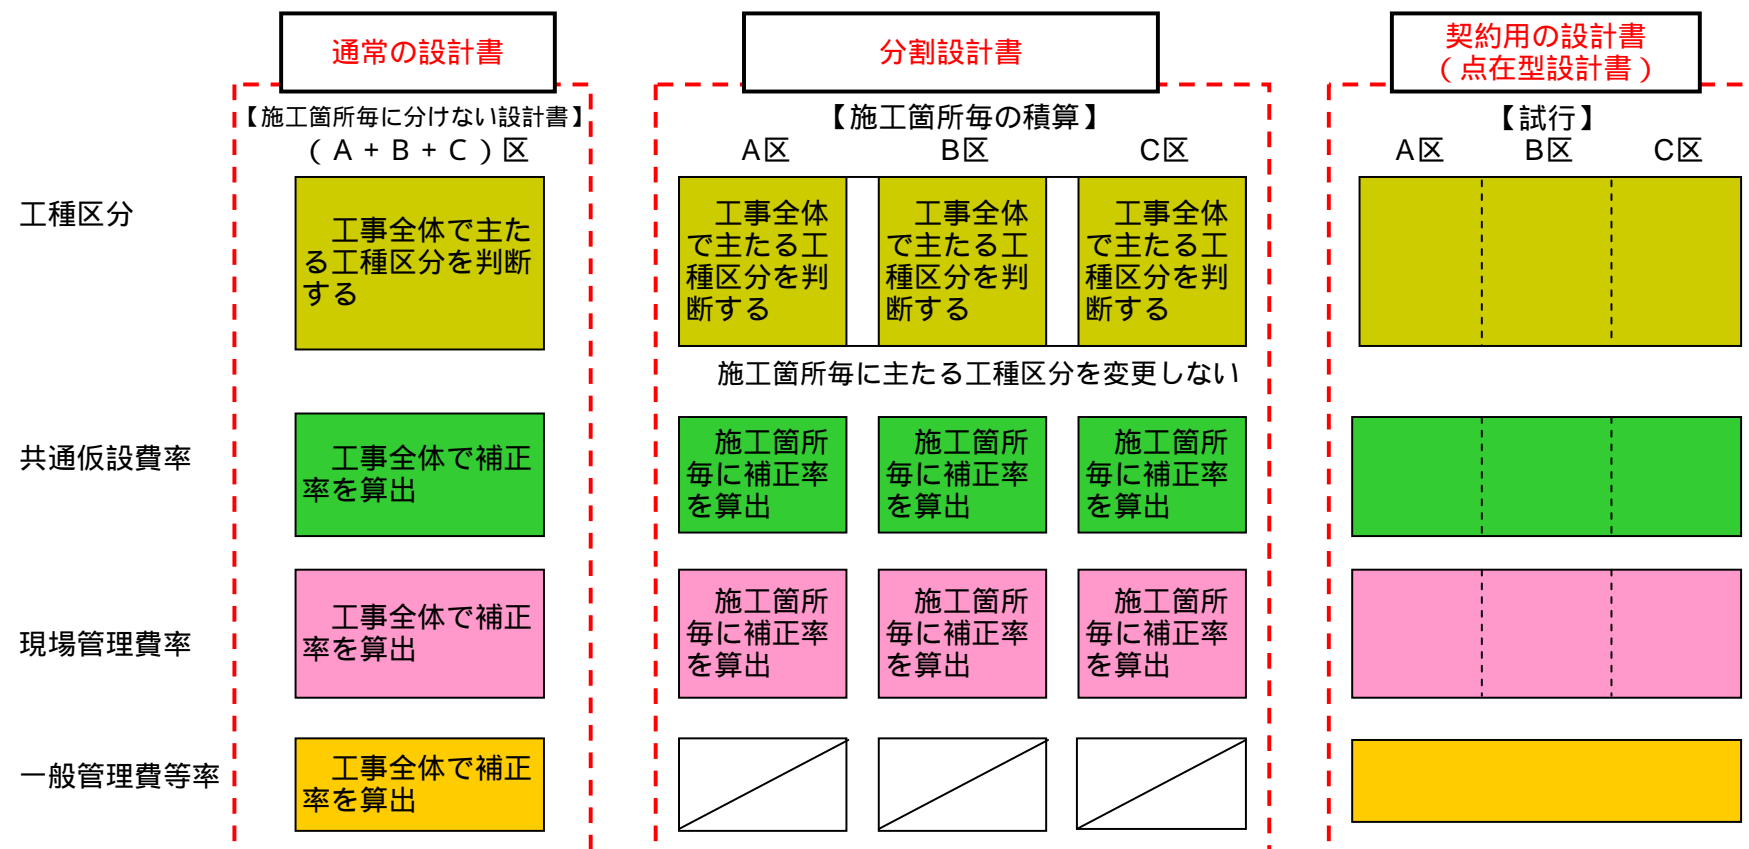 通常の設計書
分割設計書
契約用の設計書
(点在型設計書)
【施工箇所毎に分けない設計書】
(A+B+C)区
【施工箇所毎の積算】
A区 B区 C区
【試行】
A区 B区 C区
工種区分
工事全体で主た
る工種区分を判断
する
工事全体
で主たる工
種区分を判
断する
工事全体
で主たる工
種区分を判
断する
工事全体
で主たる工
種区分を判
断する
施工箇所毎に主たる工種区分を変更しない
共通仮設費率
工事全体で補正
率を算出
施工箇所
毎に補正率
を算出
施工箇所
毎に補正率
を算出
施工箇所
毎に補正率
を算出
現場管理費率
工事全体で補正
率を算出
施工箇所
毎に補正率
を算出
施工箇所
毎に補正率
を算出
施工箇所
毎に補正率
を算出
一般管理費等率
工事全体で補正
率を算出